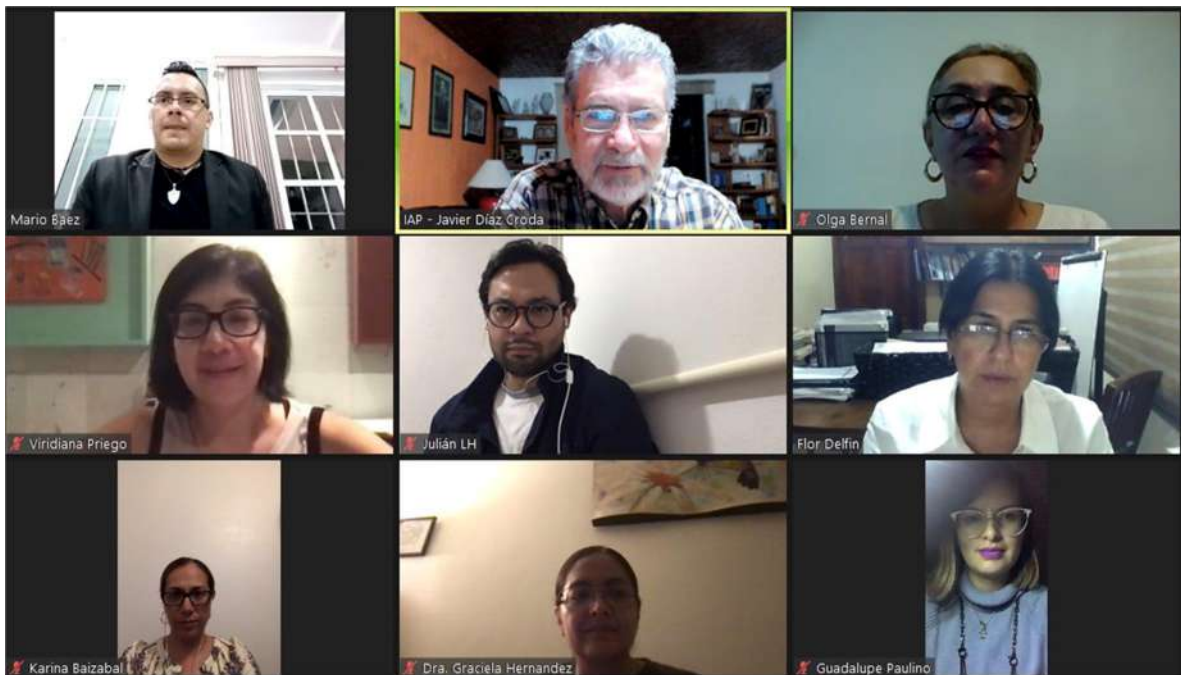 Mario Baez
IAP - Javier Díaz Croda
Olga Bernal
Viridiana Priego
Julián LH
Flor Delfin
Karina Baizabal
Dra. Graciela Hernandez
Guadalupe Paulino